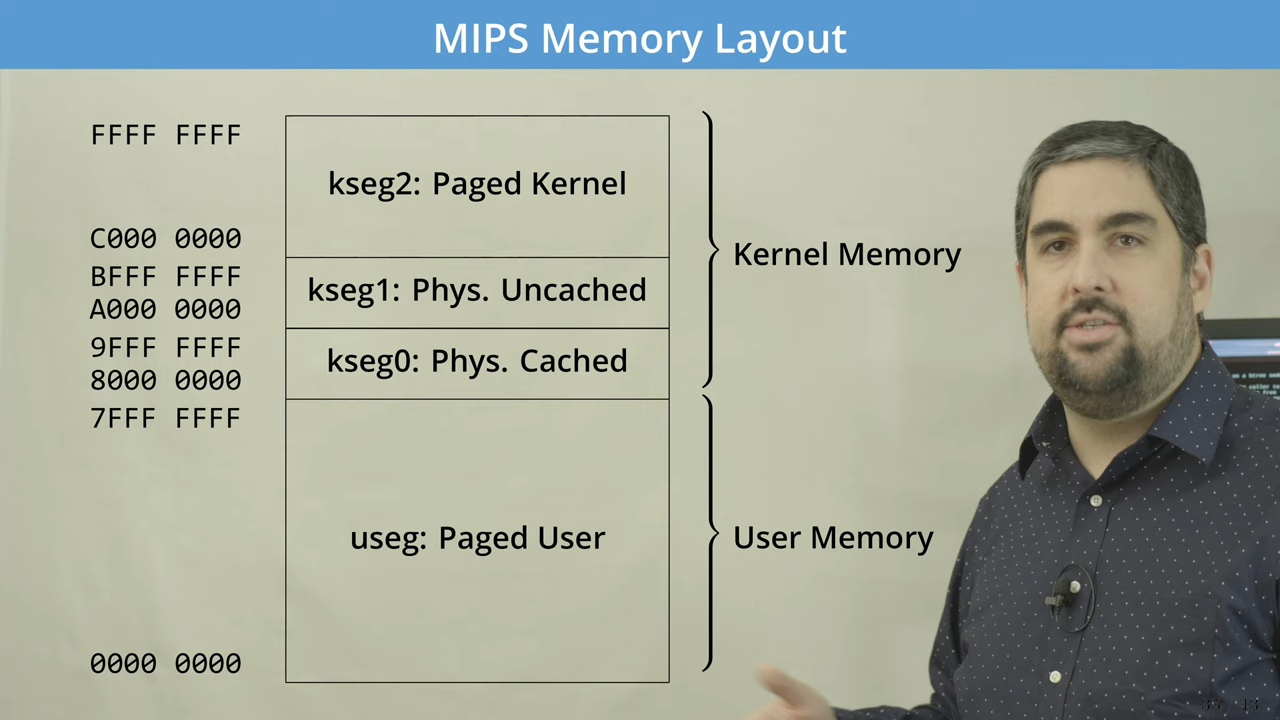 MIPS Memory Layout
FFFF FFFF
kseg2: Paged Kernel
C000 0000
BFFF FFFF
kseg1: Phys. Uncached
A000 0000
9FFF FFFF
kseg0: Phys. Cached
8000 0000
7FFF FFFF
useg: Paged User
0000 0000
Kernel Memory
User Memory